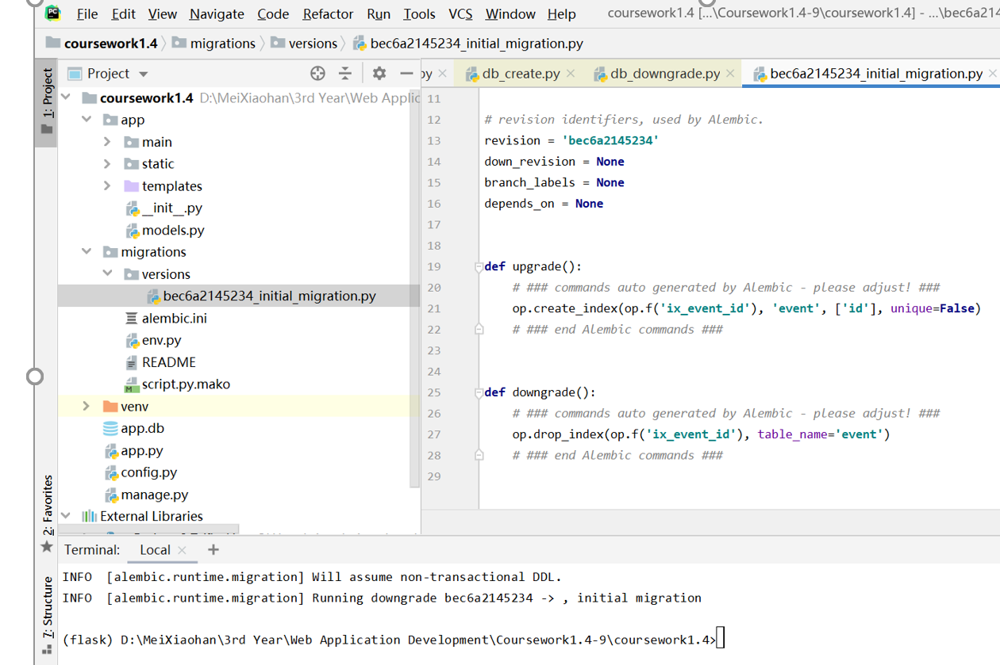 File Edit View Navigate Code Refactor Run Tools VCS Window Help coursework1.4 [...\Coursework1.4-9\coursework1.4] - ...\bec6a2145
coursework1.4 migrations versions bec6a2145234_initial_migration.py
1: Project
Project
py db_create.py db_downgrade.py bec6a2145234_initial_migration.py
coursework1.4 D:\MeiXiaohan\3rd Year\Web Applic
app
main
static
templates
__init__.py
models.py
migrations
versions
bec6a2145234_initial_migration.py
alembic.ini
env.py
README
script.py.mako
venv
app.db
app.py
config.py
manage.py
External Libraries
11
12 # revision identifiers, used by Alembic.
13 revision = 'bec6a2145234'
14 down_revision = None
15 branch_labels = None
16 depends_on = None
17
18
19 def upgrade():
20 # ### commands auto generated by Alembic - please adjust! ###
21 op.create_index(op.f('ix_event_id'), 'event', ['id'], unique=False)
22 # ### end Alembic commands ###
23
24
25 def downgrade():
26 # ### commands auto generated by Alembic - please adjust! ###
27 op.drop_index(op.f('ix_event_id'), table_name='event')
28 # ### end Alembic commands ###
29
2: Favorites
7: Structure
Terminal: Local
INFO [alembic.runtime.migration] Will assume non-transactional DDL.
INFO [alembic.runtime.migration] Running downgrade bec6a2145234 -> , initial migration
(flask) D:\MeiXiaohan\3rd Year\Web Application Development\Coursework1.4-9\coursework1.4>